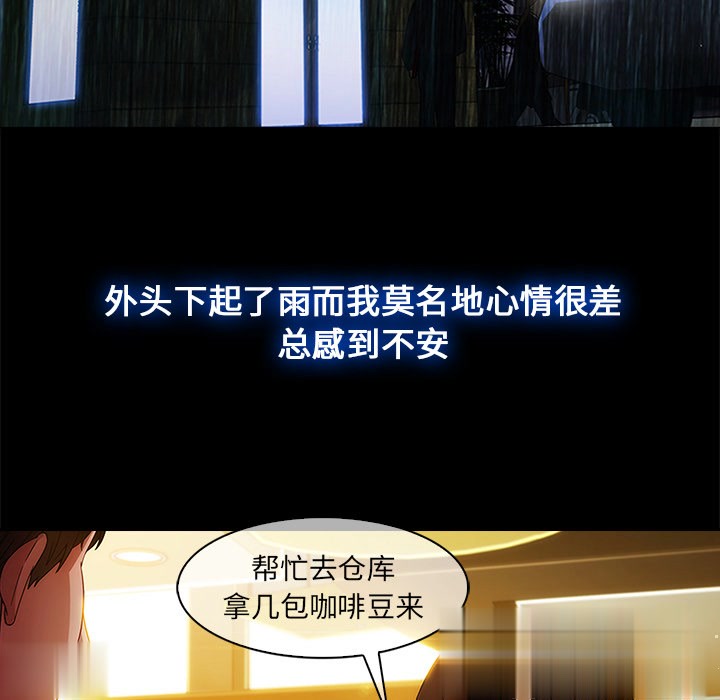 外头下起了雨而我莫名地心情很差
总感到不安
帮忙去仓库
拿几包咖啡豆来